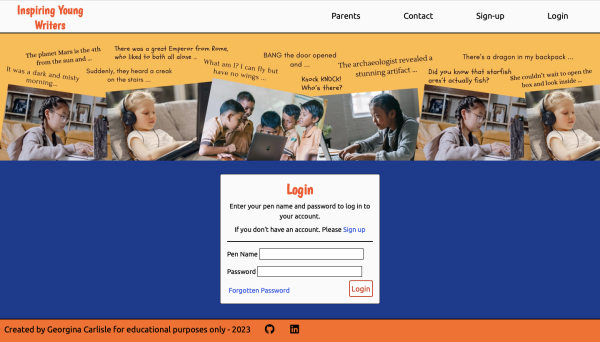 Inspiring Young
Writers
Parents
Contact
Sign-up
Login
The planet Mars is the 4th
from the sun and ...
There was a great Emperor from Rome,
who liked to bath all alone ...
BANG the door opened
and ...
The archaeologist revealed a
stunning artifact ...
There's a dragon in my backpack ...
It was a dark and misty
morning...
Suddenly, they heard a creak
on the stairs ...
What am I? I can fly but
have no wings ...
Knock KNOCK!
Who's there?
Did you know that starfish
aren't actually fish?
She couldn't wait to open the
box and look inside ...
Login
Enter your pen name and password to log in to
your account.
If you don't have an account. Please Sign up
Pen Name
Password
Forgotten Password
Login
Created by Georgina Carlisle for educational purposes only - 2023